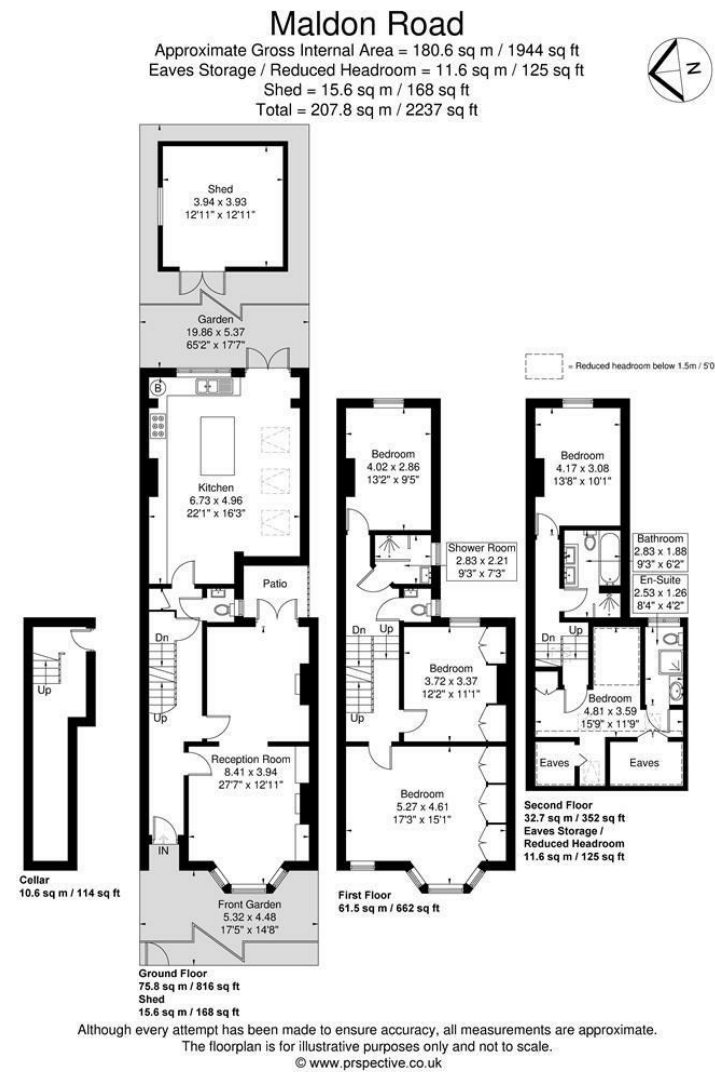 Maldon Road
Approximate Gross Internal Area = 180.6 sq m / 1944 sq ft
Eaves Storage / Reduced Headroom = 11.6 sq m / 125 sq ft
Shed = 15.6 sq m / 168 sq ft
Total = 207.8 sq m / 2237 sq ft
N
Shed
3.94 x 3.93
12'11" x 12'11"
Garden
19.86 x 5.37
65'2" x 17'7"
= Reduced headroom below 1.5m / 5'0
B
Kitchen
6.73 x 4.96
22'1" x 16'3"
Patio
Dn
Up
Reception Room
8.41 x 3.94
27'7" x 12'11"
IN
Front Garden
5.32 x 4.48
17'5" x 14'8"
Up
Cellar
10.6 sq m / 114 sq ft
Ground Floor
75.8 sq m / 816 sq ft
Shed
15.6 sq m / 168 sq ft
Bedroom
4.02 x 2.86
13'2" x 9'5"
Shower Room
2.83 x 2.21
9'3" x 7'3"
Dn
Up
Up
Bedroom
3.72 x 3.37
12'2" x 11'1"
Bedroom
5.27 x 4.61
17'3" x 15'1"
First Floor
61.5 sq m / 662 sq ft
Bedroom
4.17 x 3.08
13'8" x 10'1"
Bathroom
2.83 x 1.88
9'3" x 6'2"
En-Suite
2.53 x 1.26
8'4" x 4'2"
Dn
Up
Bedroom
4.81 x 3.59
15'9" x 11'9"
Eaves
Eaves
Second Floor
32.7 sq m / 352 sq ft
Eaves Storage /
Reduced Headroom
11.6 sq m / 125 sq ft
Although every attempt has been made to ensure accuracy, all measurements are approximate.
The floorplan is for illustrative purposes only and not to scale.
© www.prspective.co.uk